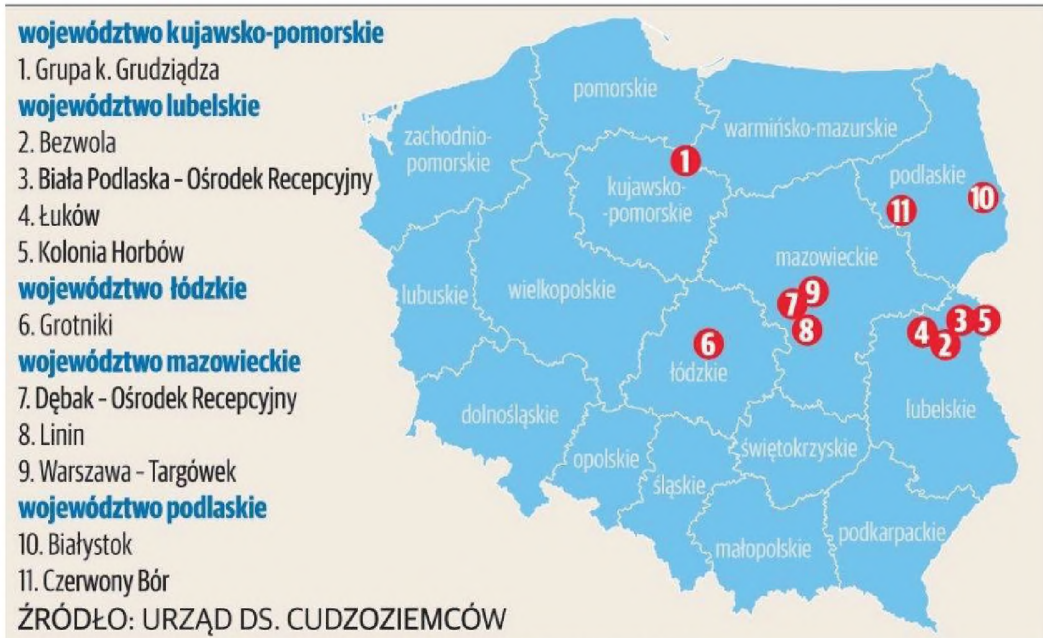 województwo kujawsko-pomorskie
1. Grupa k. Grudziądza
województwo lubelskie
2. Bezwola
3. Biała Podlaska - Ośrodek Recepcyjny
4. Łuków
5. Kolonia Horbów
województwo łódzkie
6. Grotniki
województwo mazowieckie
7. Dębak - Ośrodek Recepcyjny
8. Linin
9. Warszawa - Targówek
województwo podlaskie
10. Białystok
11. Czerwony Bór
ŹRÓDŁO: URZĄD DS. CUDZOZIEMCÓW
pomorskie
zachodnio-
pomorskie
warmińsko-mazurskie
1
kujawsko-
-pomorskie
podlaskie
10
11
mazowieckie
lubuskie
wielkopolskie
9
7
8
3
5
4
2
6
łódzkie
lubelskie
dolnośląskie
opolskie
śląskie
świętokrzyskie
małopolskie
podkarpackie